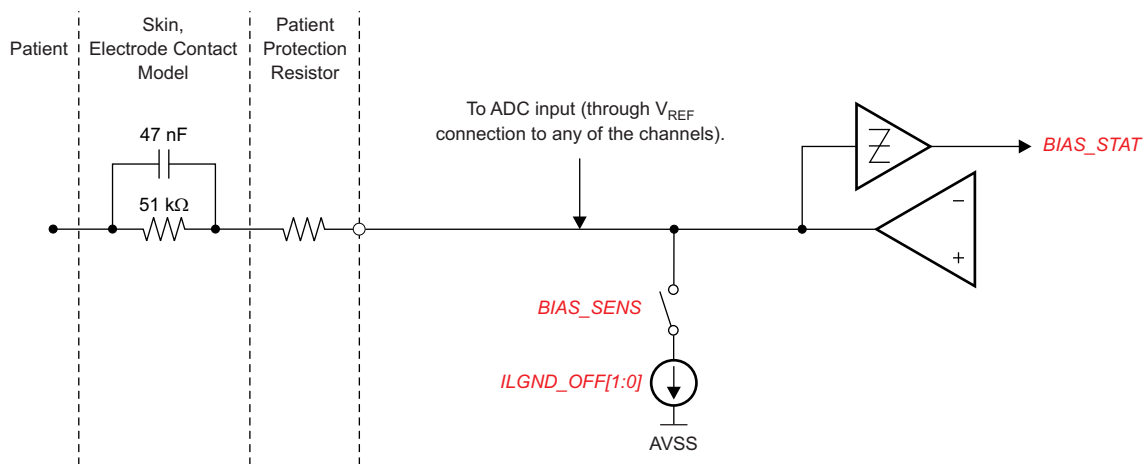 Patient
Skin,
Electrode Contact
Model
Patient
Protection
Resistor
47 nF
51 kΩ
To ADC input (through VREF
connection to any of the channels).
BIAS_STAT
−
+
BIAS_SENS
ILGND_OFF[1:0]
AVSS